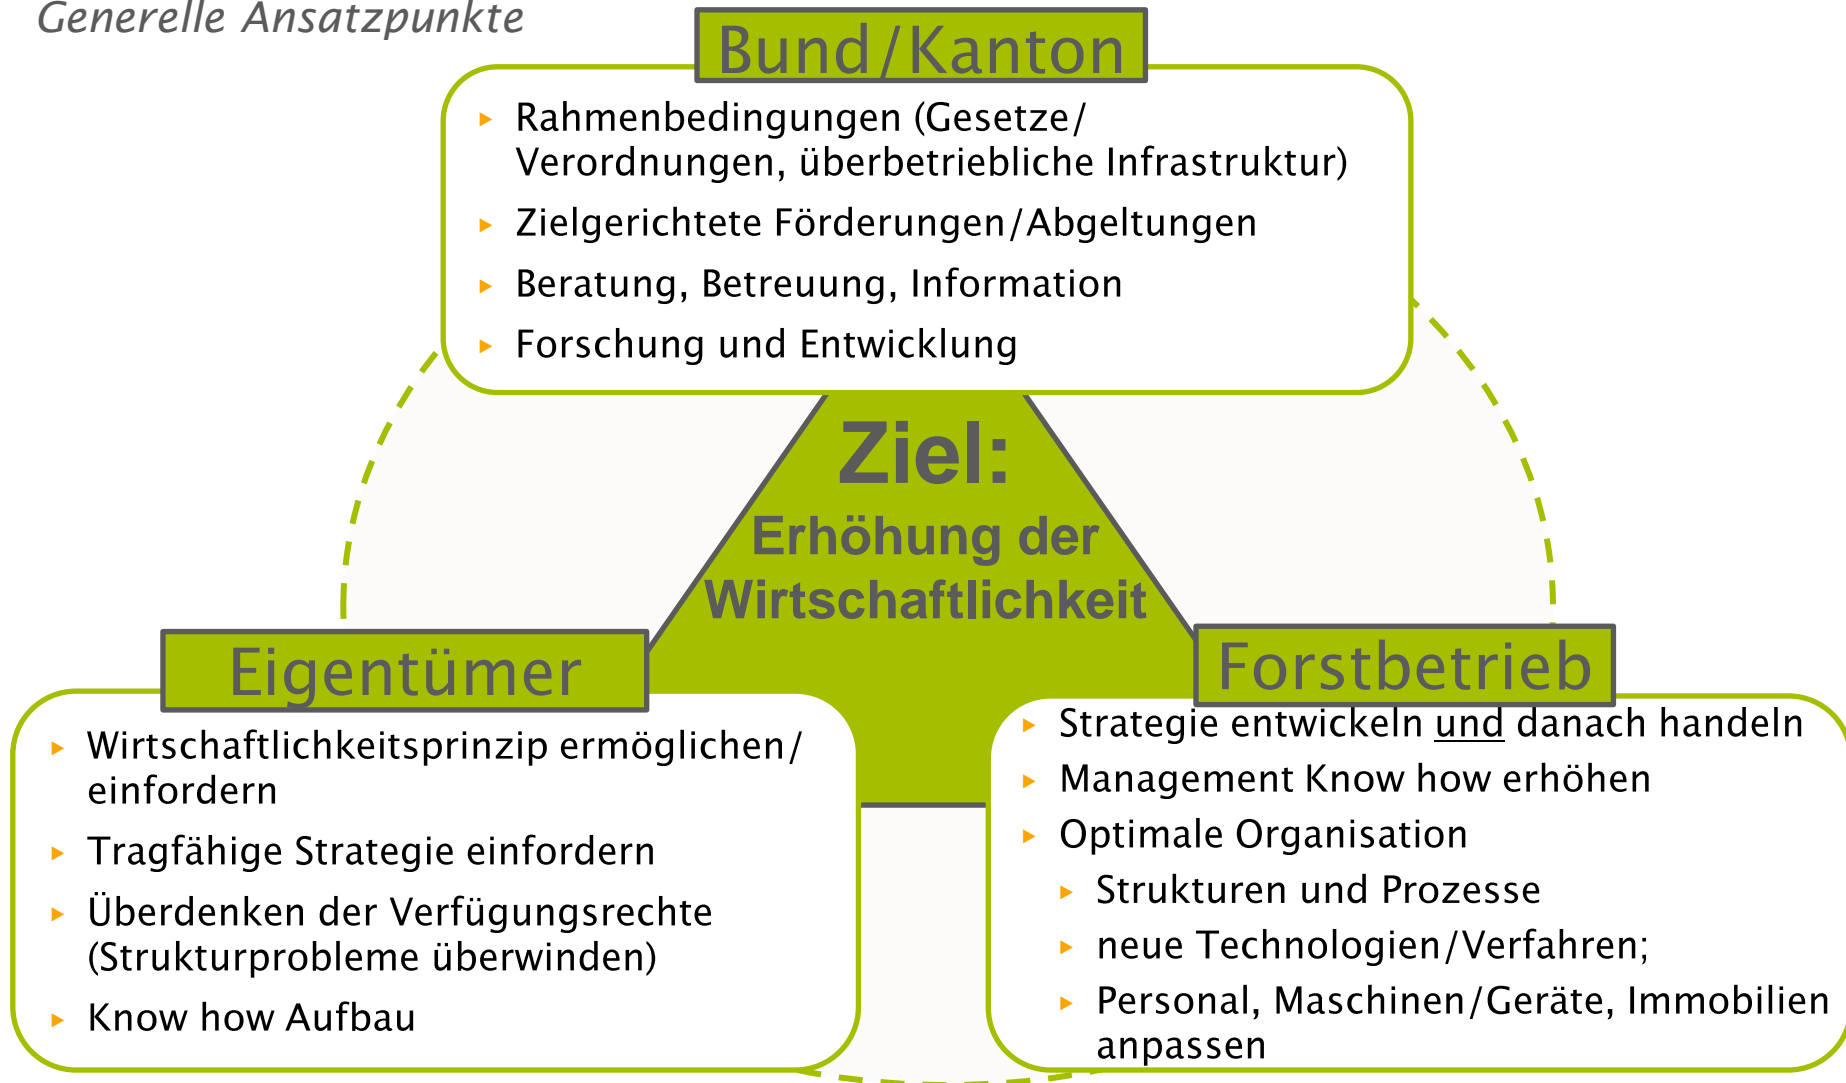 Generelle Ansatzpunkte
Bund/Kanton
▸ Rahmenbedingungen (Gesetze/
Verordnungen, überbetriebliche Infrastruktur)
▸ Zielgerichtete Förderungen/Abgeltungen
▸ Beratung, Betreuung, Information
▸ Forschung und Entwicklung
Ziel:
Erhöhung der
Wirtschaftlichkeit
Eigentümer
▸ Wirtschaftlichkeitsprinzip ermöglichen/
einfordern
▸ Tragfähige Strategie einfordern
▸ Überdenken der Verfügungsrechte
(Strukturprobleme überwinden)
▸ Know how Aufbau
Forstbetrieb
▸ Strategie entwickeln und danach handeln
▸ Management Know how erhöhen
▸ Optimale Organisation
▸ Strukturen und Prozesse
▸ neue Technologien/Verfahren;
▸ Personal, Maschinen/Geräte, Immobilien
anpassen